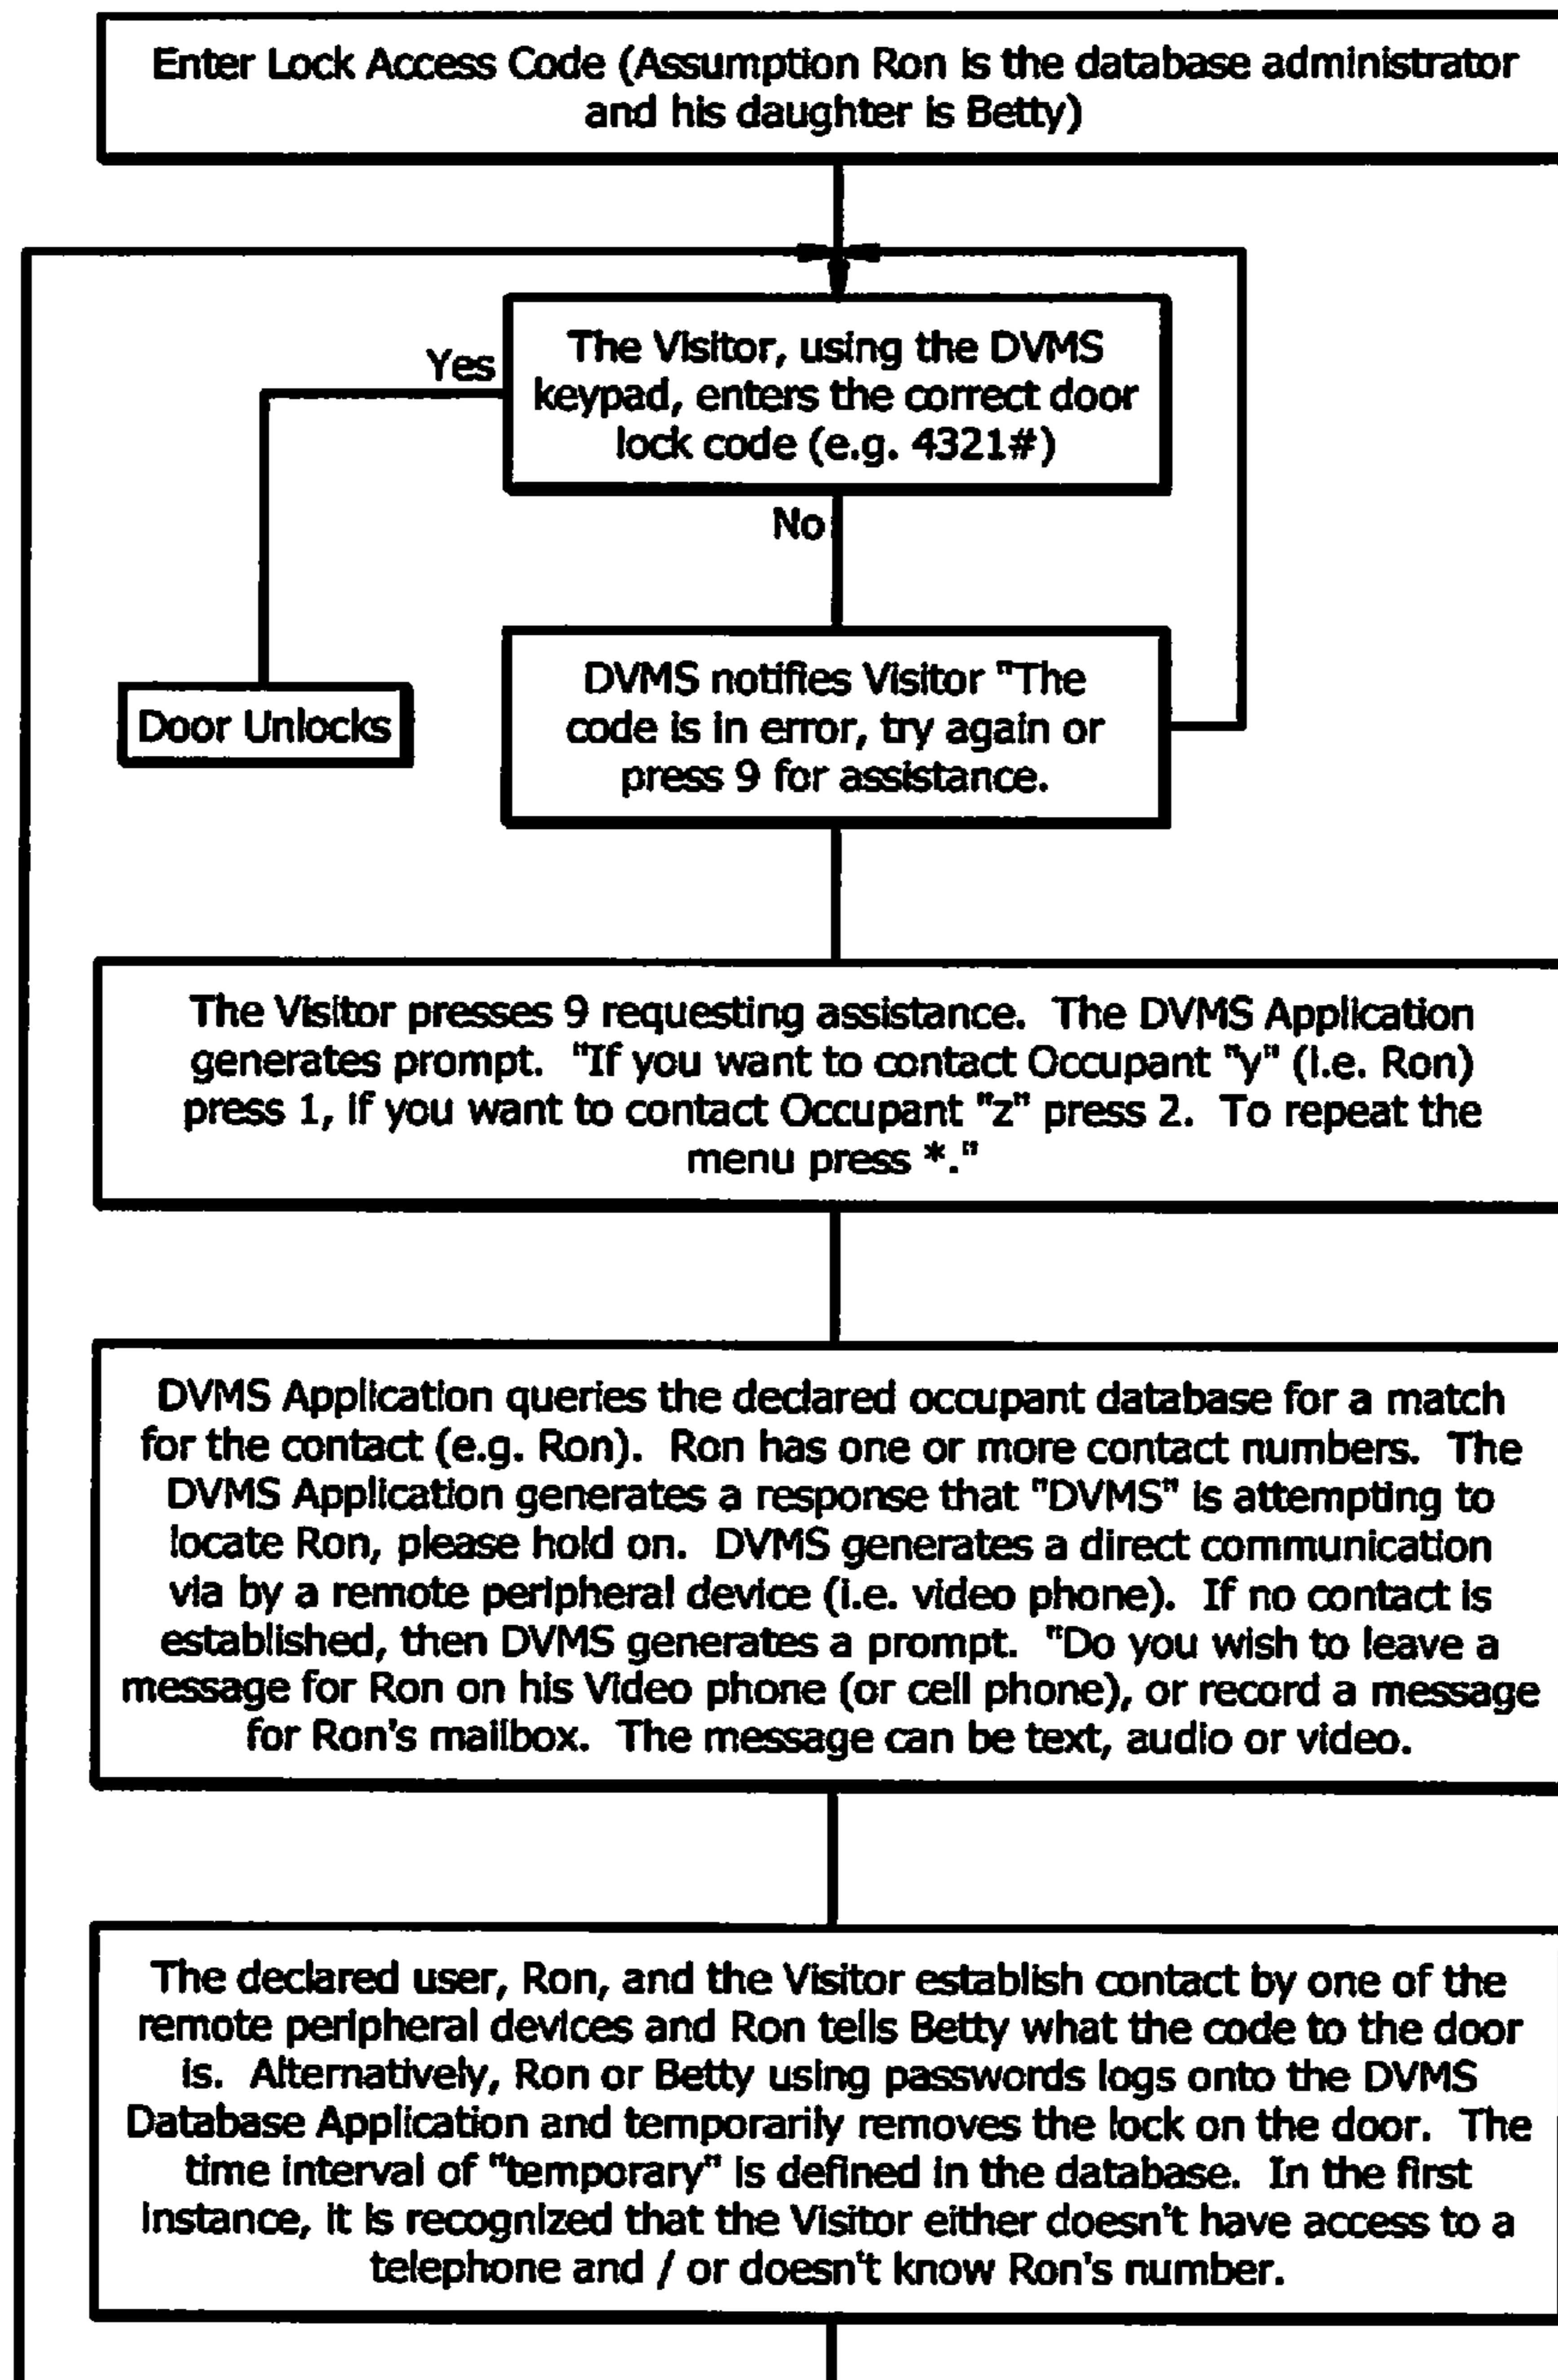 Enter Lock Access Code (Assumption Ron is the database administrator
and his daughter is Betty)
Yes
The Visitor, using the DVMS
keypad, enters the correct door
lock code (e.g. 4321#)
No
Door Unlocks
DVMS notifies Visitor "The
code is in error, try again or
press 9 for assistance.
The Visitor presses 9 requesting assistance.  The DVMS Application
generates prompt.  "If you want to contact Occupant "y" (i.e. Ron)
press 1, if you want to contact Occupant "z" press 2.  To repeat the
menu press *."
DVMS Application queries the declared occupant database for a match
for the contact (e.g. Ron).  Ron has one or more contact numbers.  The
DVMS Application generates a response that "DVMS" is attempting to
locate Ron, please hold on.  DVMS generates a direct communication
via by a remote peripheral device (i.e. video phone).  If no contact is
established, then DVMS generates a prompt.  "Do you wish to leave a
message for Ron on his Video phone (or cell phone), or record a message
for Ron's mailbox.  The message can be text, audio or video.
The declared user, Ron, and the Visitor establish contact by one of the
remote peripheral devices and Ron tells Betty what the code to the door
is.  Alternatively, Ron or Betty using passwords logs onto the DVMS
Database Application and temporarily removes the lock on the door.  The
time interval of "temporary" is defined in the database.  In the first
instance, it is recognized that the Visitor either doesn't have access to a
telephone and / or doesn't know Ron's number.